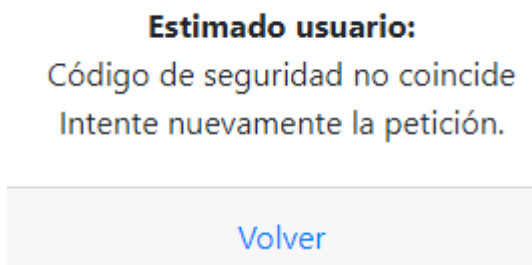 Estimado usuario:
Código de seguridad no coincide
Intente nuevamente la petición.
Volver